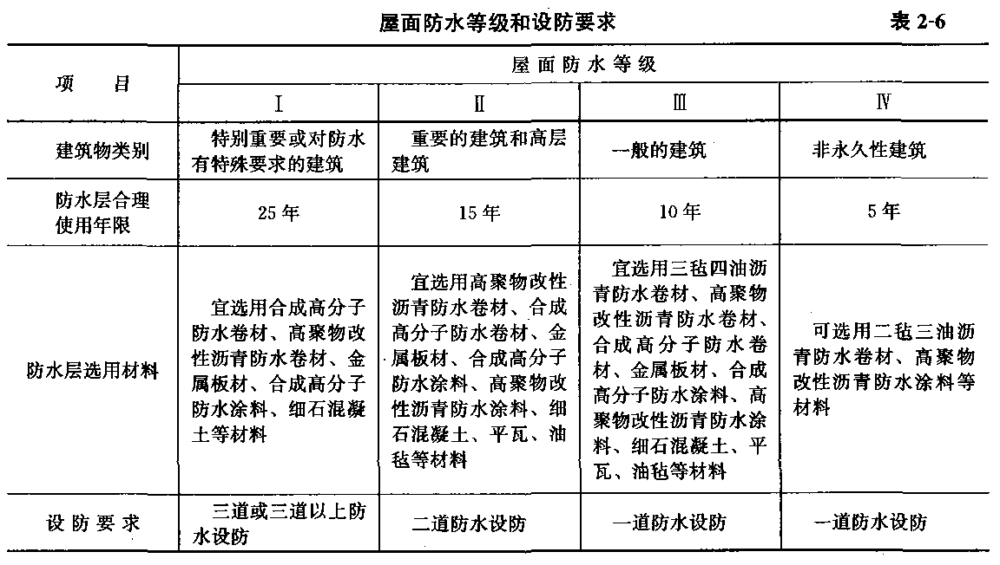 屋面防水等级和设防要求 表 2-6
项 目
屋面防水等级
Ⅰ Ⅱ Ⅲ Ⅳ
建筑物类别
特别重要或对防水
有特殊要求的建筑
重要的建筑和高层
建筑
一般的建筑
非永久性建筑
防水层合理
使用年限
25 年
15 年
10 年
5 年
防水层选用材料
宜选用合成高分子
防水卷材、高聚物改
性沥青防水卷材、金
属板材、合成高分子
防水涂料、细石混凝
土等材料
宜选用高聚物改性
沥青防水卷材、合成
高分子防水卷材、金
属板材、合成高分子
防水涂料、高聚物改
性沥青防水涂料、细
石混凝土、平瓦、油
毡等材料
宜选用三毡四油沥
青防水卷材、高聚物
改性沥青防水卷材、
合成高分子防水卷
材、金属板材、合成
高分子防水涂料、高
聚物改性沥青防水涂
料、细石混凝土、平
瓦、油毡等材料
可选用二毡三油沥
青防水卷材、高聚物
改性沥青防水涂料等
材料
设防要求
三道或三道以上防
水设防
二道防水设防
一道防水设防
一道防水设防